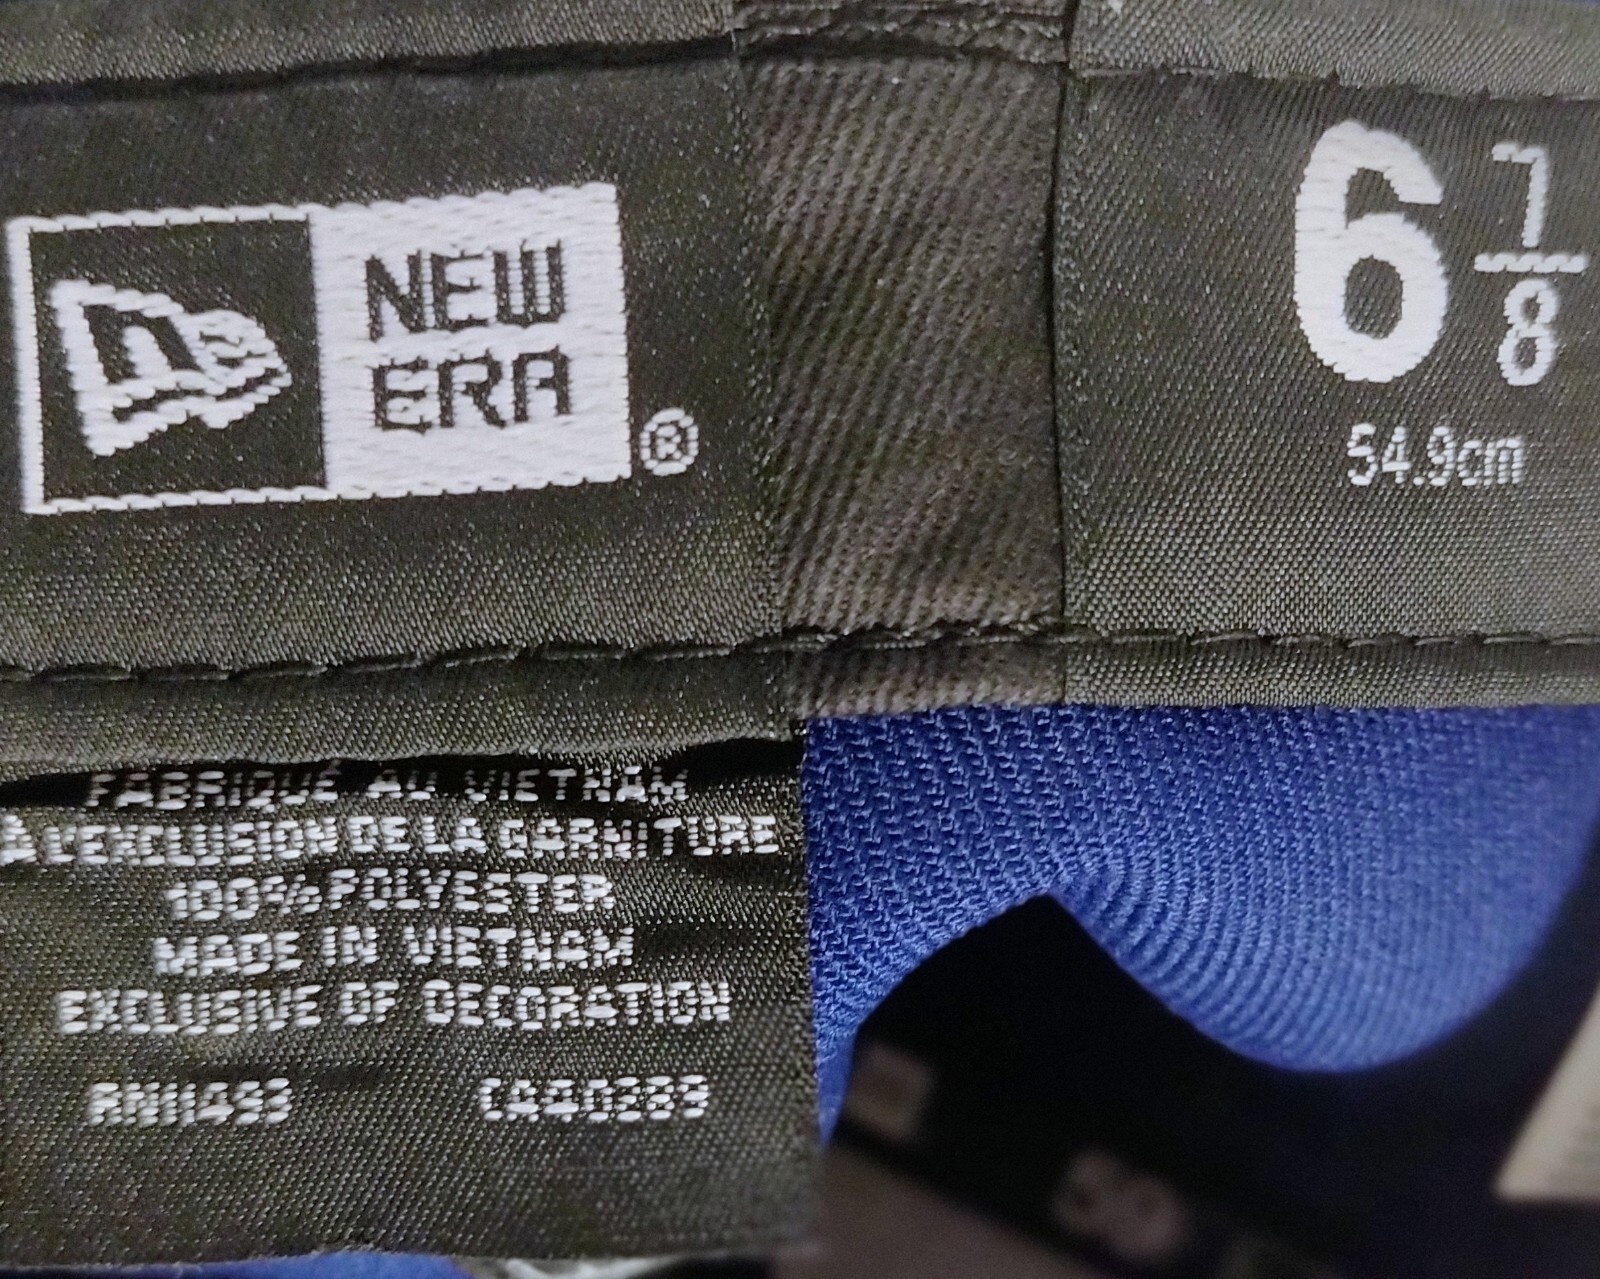 NEW
ERA
®
6 7/8
54.9cm
FABRIQUÉ AU VIETNAM
A L'EXCLUSION DE LA GARNITURE
100% POLYESTER
MADE IN VIETNAM
EXCLUSIVE OF DECORATION
RN11493 CA40289